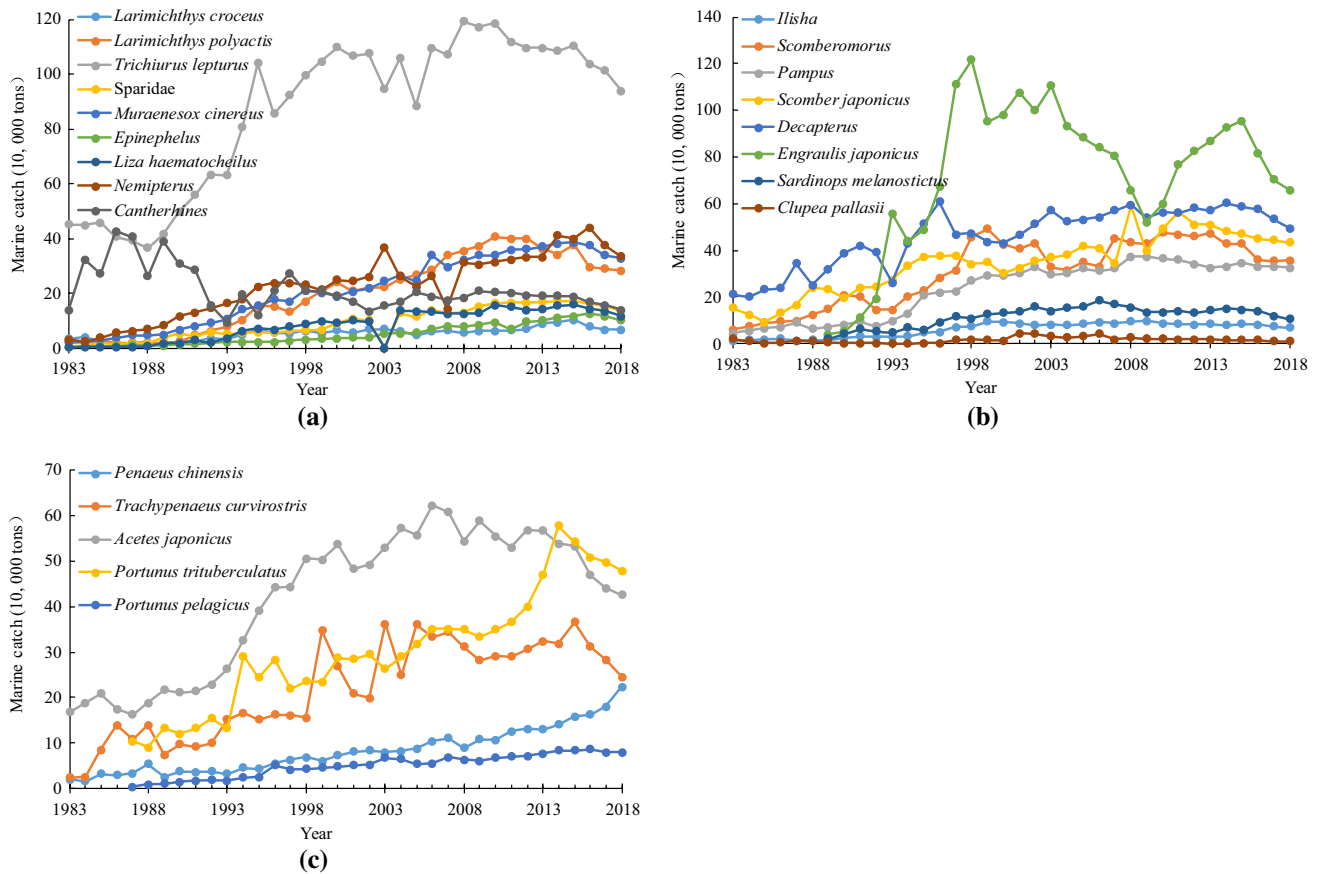 120
100
80
60
40
20
0
Marine catch (10, 000 tons)
Larimichthys croceus
Larimichthys polyactis
Trichiurus lepturus
Sparidae
Muraenesox cinereus
Epinephelus
Liza haematocheilus
Nemipterus
Cantherhines
1983 1988 1993 1998 2003 2008 2013 2018
Year
(a)
140
120
100
80
60
40
20
0
Marine catch (10, 000 tons)
Ilisha
Scomberomorus
Pampus
Scomber japonicus
Decapterus
Engraulis japonicus
Sardinops melanostictus
Clupea pallasii
1983 1988 1993 1998 2003 2008 2013 2018
Year
(b)
70
60
50
40
30
20
10
0
Marine catch (10, 000 tons)
Penaeus chinensis
Trachypenaeus curvirostris
Acetes japonicus
Portunus trituberculatus
Portunus pelagicus
1983 1988 1993 1998 2003 2008 2013 2018
Year
(c)